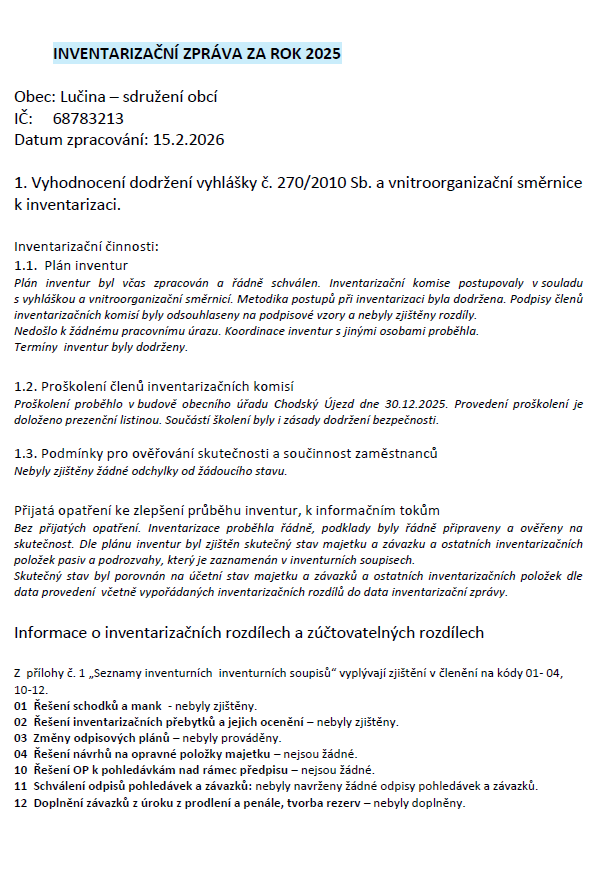 INVENTARIZAČNÍ ZPRÁVA ZA ROK 2025
Obec: Lučina – sdružení obcí
IČ: 68783213
Datum zpracování: 15.2.2026
1. Vyhodnocení dodržení vyhlášky č. 270/2010 Sb. a vnitroorganizační směrnice
k inventarizaci.
Inventarizační činnosti:
1.1. Plán inventur
Plán inventur byl včas zpracován a řádně schválen. Inventarizační komise postupovaly v souladu
s vyhláškou a vnitroorganizační směrnicí. Metodika postupů při inventarizaci byla dodržena. Podpisy členů
inventarizačních komisí byly odsouhlaseny na podpisové vzory a nebyly zjištěny rozdíly.
Nedošlo k žádnému pracovnímu úrazu. Koordinace inventur s jinými osobami proběhla.
Termíny inventur byly dodrženy.
1.2. Proškolení členů inventarizačních komisí
Proškolení proběhlo v budově obecního úřadu Chodský Újezd dne 30.12.2025. Provedení proškolení je
doloženo prezenční listinou. Součástí školení byly i zásady dodržení bezpečnosti.
1.3. Podmínky pro ověřování skutečnosti a součinnost zaměstnanců
Nebyly zjištěny žádné odchylky od žádoucího stavu.
Přijatá opatření ke zlepšení průběhu inventur, k informačním tokům
Bez přijatých opatření. Inventarizace proběhla řádně, podklady byly řádně připraveny a ověřeny na
skutečnost. Dle plánu inventur byl zjištěn skutečný stav majetku a závazku a ostatních inventarizačních
položek pasiv a podrozvahy, který je zaznamenán v inventurních soupisech.
Skutečný stav byl porovnán na účetní stav majetku a závazků a ostatních inventarizačních položek dle
data provedení včetně vypořádaných inventarizačních rozdílů do data inventarizační zprávy.
Informace o inventarizačních rozdílech a zúčtovatelných rozdílech
Z přílohy č. 1 „Seznamy inventurních inventurních soupisů“ vyplývají zjištění v členění na kódy 01- 04,
10-12.
01 Řešení schodků a mank - nebyly zjištěny.
02 Řešení inventarizačních přebytků a jejich ocenění – nebyly zjištěny.
03 Změny odpisových plánů – nebyly prováděny.
04 Řešení návrhů na opravné položky majetku – nejsou žádné.
10 Řešení OP k pohledávkám nad rámec předpisu – nejsou žádné.
11 Schválení odpisů pohledávek a závazků: nebyly navrženy žádné odpisy pohledávek a závazků.
12 Doplnění závazků z úroku z prodlení a penále, tvorba rezerv – nebyly doplněny.